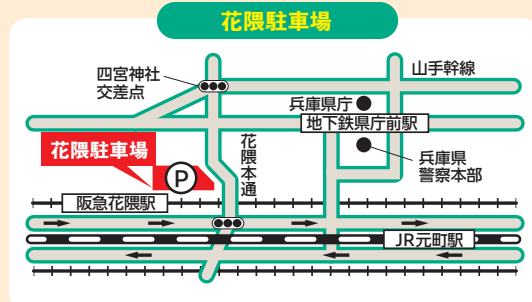 花隈駐車場
四宮神社
交差点
山手幹線
兵庫県庁
地下鉄県庁前駅
花隈駐車場
花隈本通
兵庫県
警察本部
P
阪急花隈駅
JR元町駅